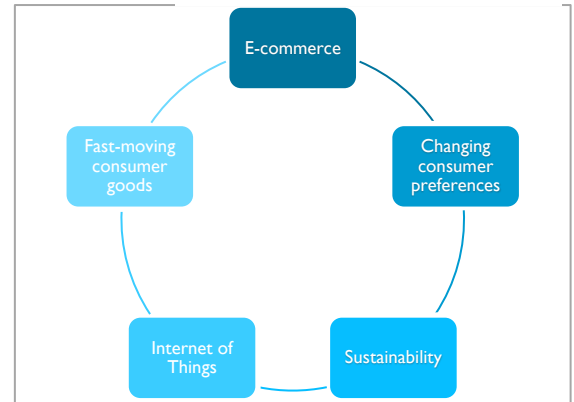 E-commerce
Changing
consumer
preferences
Sustainability
Internet of
Things
Fast-moving
consumer
goods